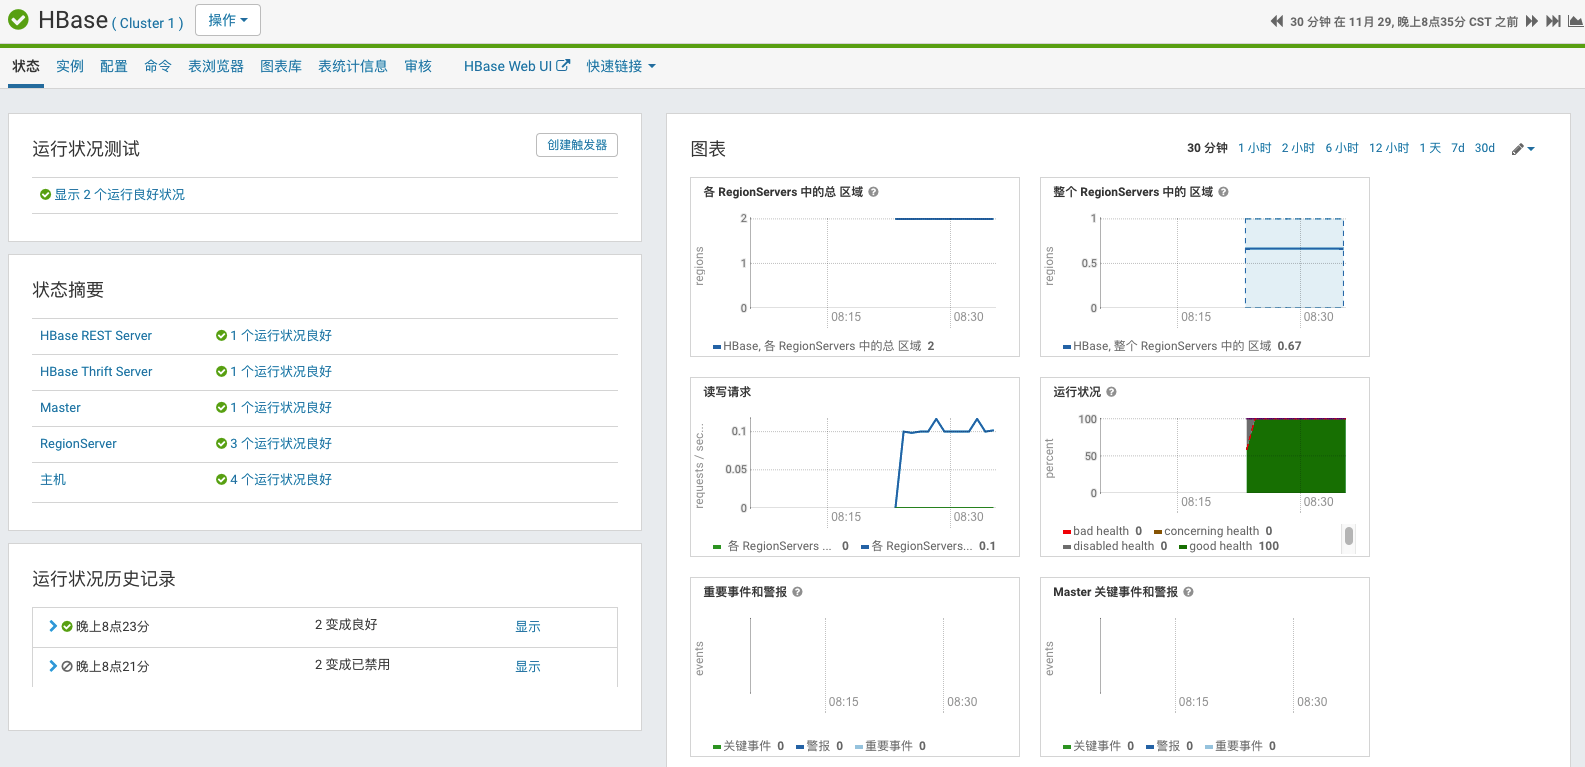 HBase ( Cluster 1 ) 操作
30 分钟 在 11月 29, 晚上8点35分 CST 之前
状态 实例 配置 命令 表浏览器 图表库 表统计信息 审核 HBase Web UI 快速链接
运行状况测试
创建触发器
显示 2 个运行良好状况
状态摘要
HBase REST Server 1 个运行状况良好
HBase Thrift Server 1 个运行状况良好
Master 1 个运行状况良好
RegionServer 3 个运行状况良好
主机 4 个运行状况良好
运行状况历史记录
晚上8点23分 2 变成良好 显示
晚上8点21分 2 变成已禁用 显示
图表
30 分钟 1 小时 2 小时 6 小时 12 小时 1 天 7d 30d
各 RegionServers 中的总 区域
regions
2
1
0
08:15 08:30
HBase, 各 RegionServers 中的总 区域 2
整个 RegionServers 中的 区域
regions
1
0.5
0
08:15 08:30
HBase, 整个 RegionServers 中的 区域 0.67
读写请求
requests / sec...
0.1
0.05
0
08:15 08:30
各 RegionServers ... 0 各 RegionServers... 0.1
运行状况
percent
100
50
0
08:15 08:30
bad health 0 concerning health 0
disabled health 0 good health 100
重要事件和警报
events
08:15 08:30
关键事件 0 警报 0 重要事件 0
Master 关键事件和警报
events
08:15 08:30
关键事件 0 警报 0 重要事件 0